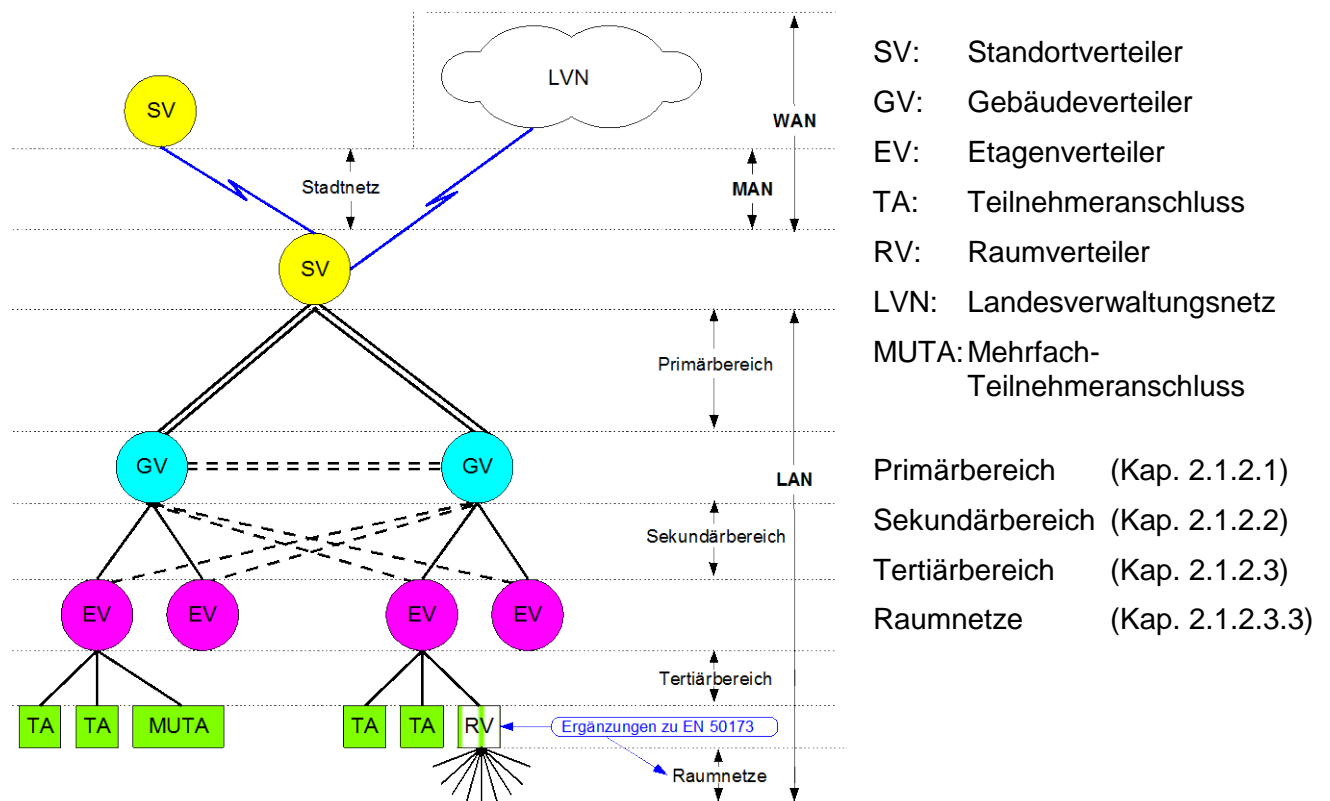 LVN
SV
WAN
Stadtnetz
MAN
SV
Primärbereich
GV
GV
LAN
Sekundärbereich
EV
EV
EV
EV
Tertiärbereich
TA
TA
MUTA
TA
TA
RV
Ergänzungen zu EN 50173
Raumnetze
SV: Standortverteiler
GV: Gebäudeverteiler
EV: Etagenverteiler
TA: Teilnehmeranschluss
RV: Raumverteiler
LVN: Landesverwaltungsnetz
MUTA: Mehrfach-
Teilnehmeranschluss
Primärbereich (Kap. 2.1.2.1)
Sekundärbereich (Kap. 2.1.2.2)
Tertiärbereich (Kap. 2.1.2.3)
Raumnetze (Kap. 2.1.2.3.3)